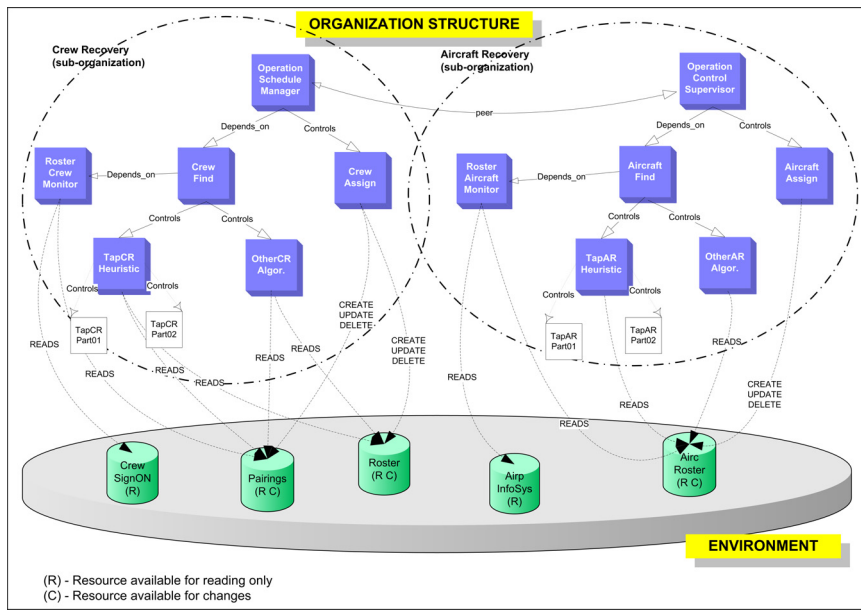 ORGANIZATION STRUCTURE
Crew Recovery
(sub-organization)
Aircraft Recovery
(sub-organization)
Operation
Schedule
Manager
Operation
Control
Supervisor
peer
Depends_on
Controls
Depends_on
Controls
Roster
Crew
Monitor
Depends_on
Crew
Find
Crew
Assign
Roster
Aircraft
Monitor
Depends_on
Aircraft
Find
Aircraft
Assign
Controls
Controls
Controls
Controls
TapCR
Heuristic
OtherCR
Algor.
TapAR
Heuristic
OtherAR
Algor.
Controls
Controls
Controls
Controls
TapCR
Part01
TapCR
Part02
TapAR
Part01
TapAR
Part02
CREATE
UPDATE
DELETE
CREATE
UPDATE
DELETE
CREATE
UPDATE
DELETE
READS
READS
READS
READS
READS
READS
READS
READS
READS
READS
READS
Crew
SignON
(R)
Pairings
(R C)
Roster
(R C)
Airp
InfoSys
(R)
Airc
Roster
(R C)
ENVIRONMENT
(R) - Resource available for reading only
(C) - Resource available for changes